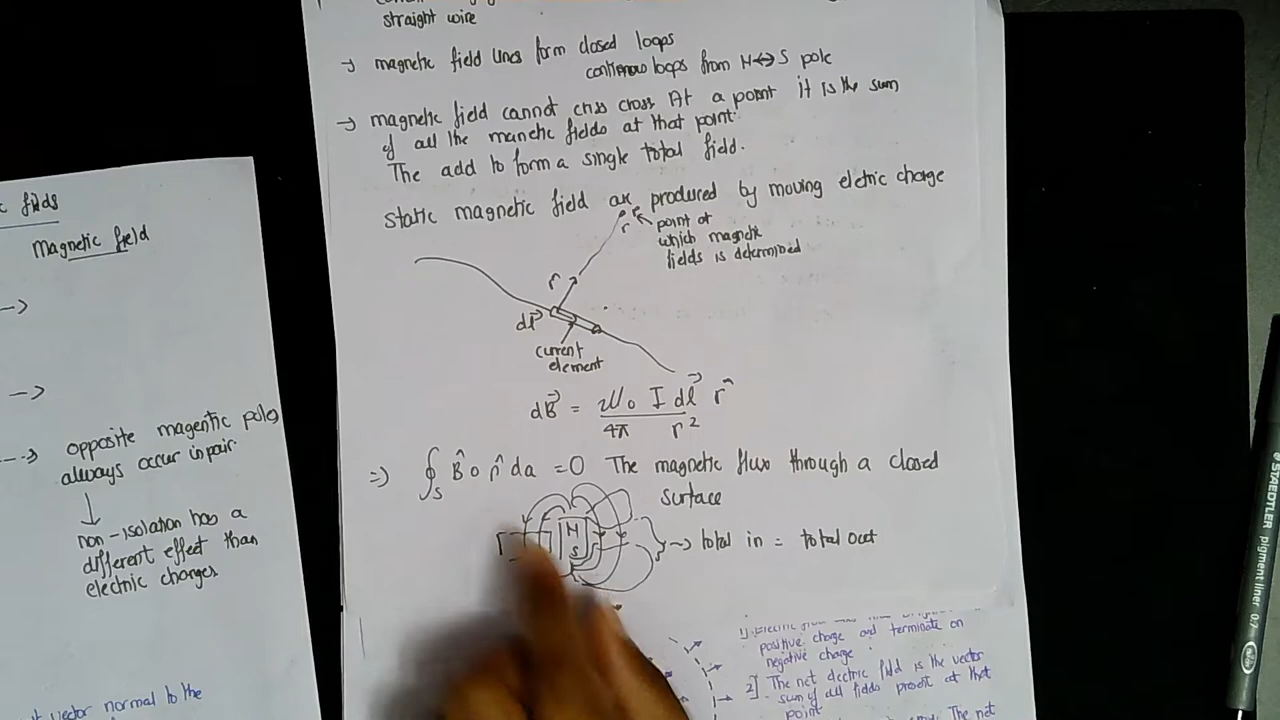 straight wire
→ magnetic field lines form closed loops
continuous loops from N↔S pole
→ magnetic field cannot criss cross At a point it is the sum
of all the manetic fields at that point.
The add to form a single total field.
static magnetic field are produced by moving eletric charge
r
point at
which magnetic
fields is determined
r
dl⃗
current
element
dB⃗ = μ₀ I dl⃗ r̂
4π r²
⇒ ∮S B̂ o n̂ da = 0 The magnetic flux through a closed
surface
N
S
→ total in = total out
c fields
Magnetic field
-->
-->
--> opposite magentic poles
always occur in pair.
↓
non-isolation has a
different effect than
electric charges
vector normal to the
1)
positive charge and terminate on
negative charge
2] The net electric field is the vector
sum of all fields present at that
point
The net
STAEDTLER
pigment liner 0.7